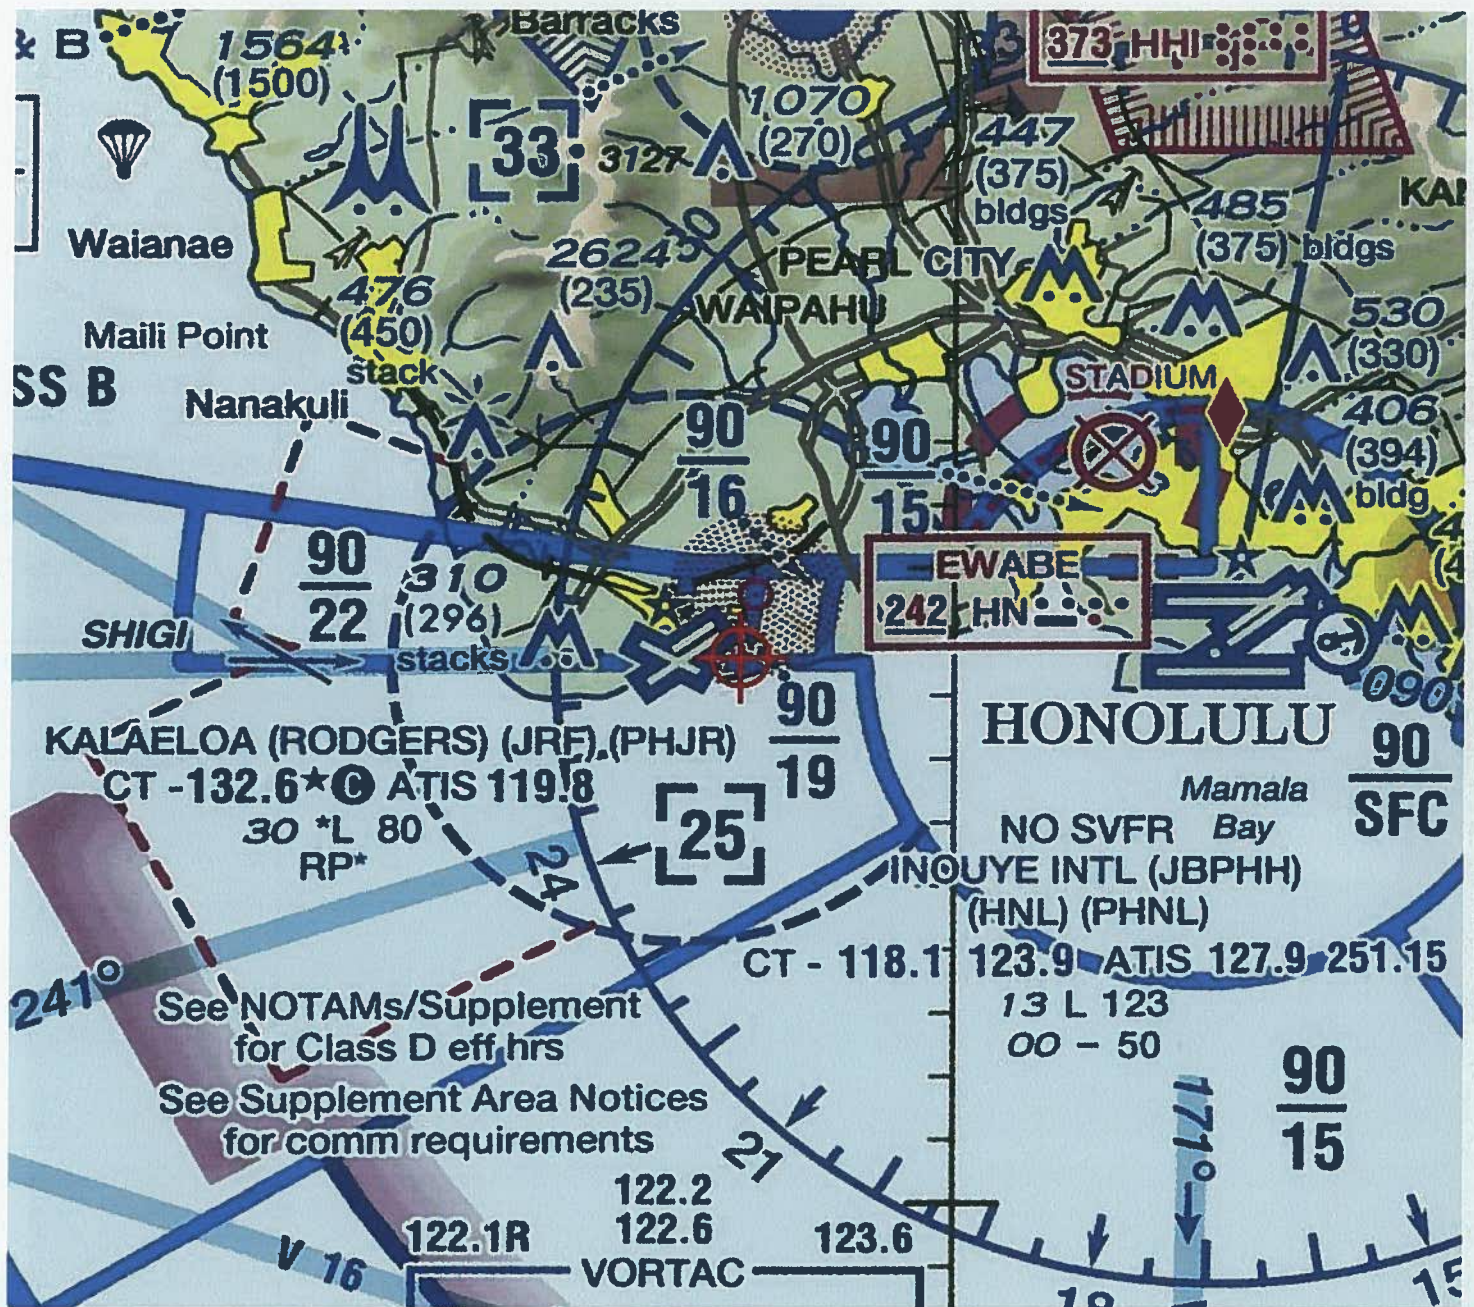 & B
1564
(1500)
Barracks
373 HHI
33
3127
1070
(270)
447
(375)
bldgs
485
(375) bldgs
Waianae
2624
(235)
30
PEARL CITY
WAIPAHU
476
(450)
stack
Maili Point
SS B
Nanakuli
530
(330)
STADIUM
406
(394)
bldg
90
16
90
15
90
22
310
(296)
stacks
SHIGI
EWABE
242 HN
090°
KALAELOA (RODGERS) (JRF) (PHJR)
CT - 132.6 C ATIS 119.8
30 *L 80
RP*
90
19
25
24
HONOLULU
90
SFC
Mamala
Bay
NO SVFR
INOUYE INTL (JBPHH)
(HNL) (PHNL)
CT - 118.1 123.9 ATIS 127.9 251.15
13 L 123
00 - 50
241°
See NOTAMs/Supplement
for Class D eff hrs
See Supplement Area Notices
for comm requirements
21
171°
90
15
122.2
122.1R 122.6 123.6
VORTAC
V 16
18
15